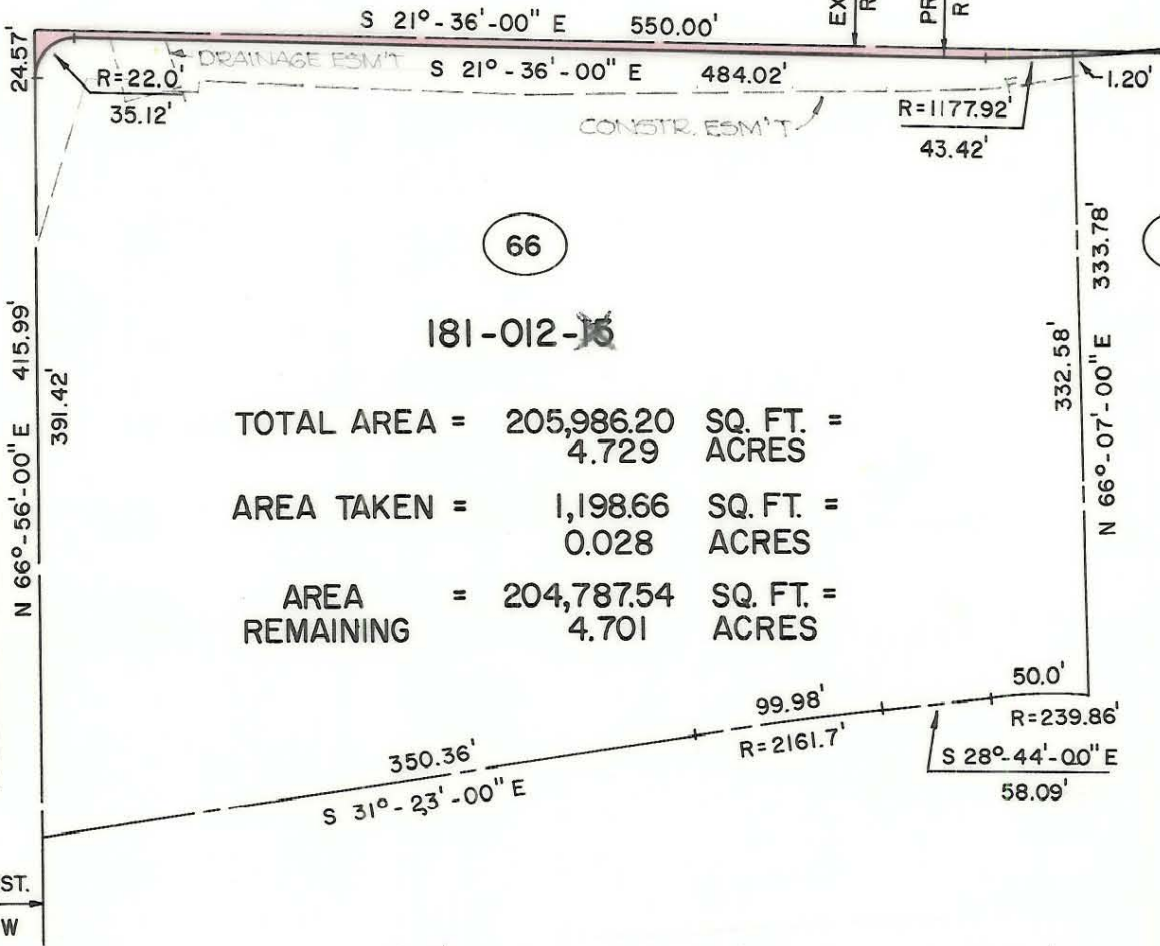 S 21°-36'-00" E 550.00'
EX
R
PR
R
24.57'
R=22.0'
35.12'
DRAINAGE ESM'T
S 21°-36'-00" E 484.02'
CONSTR. ESM'T
F
R=1177.92'
43.42'
1.20'
66
181-012-
N 66°-56'-00" E 415.99'
391.42'
332.58'
N 66°-07'-00" E 333.78'
TOTAL AREA = 205,986.20 SQ. FT. =
4.729 ACRES
AREA TAKEN = 1,198.66 SQ. FT. =
0.028 ACRES
AREA = 204,787.54 SQ. FT. =
REMAINING 4.701 ACRES
350.36'
S 31°-23'-00" E
99.98'
R=2161.7'
50.0'
R=239.86'
S 28°-44'-00" E
58.09'
ST.
W